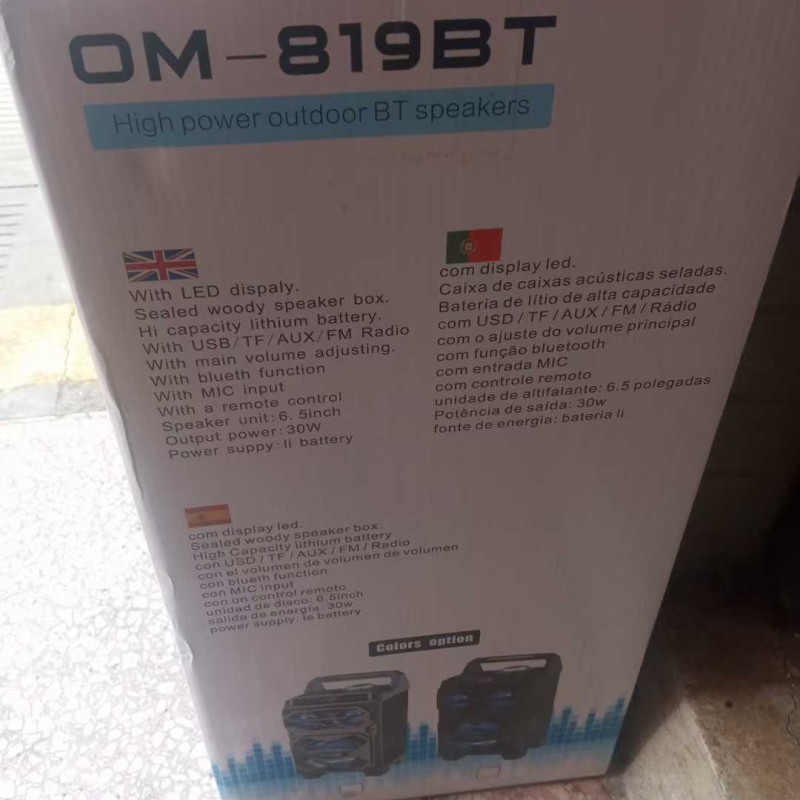 OM-819BT
High power outdoor BT speakers
With LED dispaly.
Sealed woody speaker box.
Hi capacity lithium battery.
With USB/TF/AUX/FM Radio
With main volume adjusting.
With blueth function
With MIC input
With a remote control
Speaker unit:6. 5inch
Output power:30W
Power suppy:li battery
com display led.
Caixa de caixas acústicas seladas.
Bateria de lítio de alta capacidade
com USD / TF / AUX / FM / Rádio
com o ajuste do volume principal
com função bluetooth
com entrada MIC
com controle remoto
unidade de altifalante: 6.5 polegadas
Potência de saída: 30w
fonte de energia: bateria li
com display led.
Sealed woody speaker box.
High Capacity lithium battery
con USD / TF / AUX / FM / Radio
con el volumen de volumen de volumen
con blueth function
con MIC input
con un control remoto
unidad de disco: 6.5inch
salida de energía: 30w
power supply: le battery
Colors option